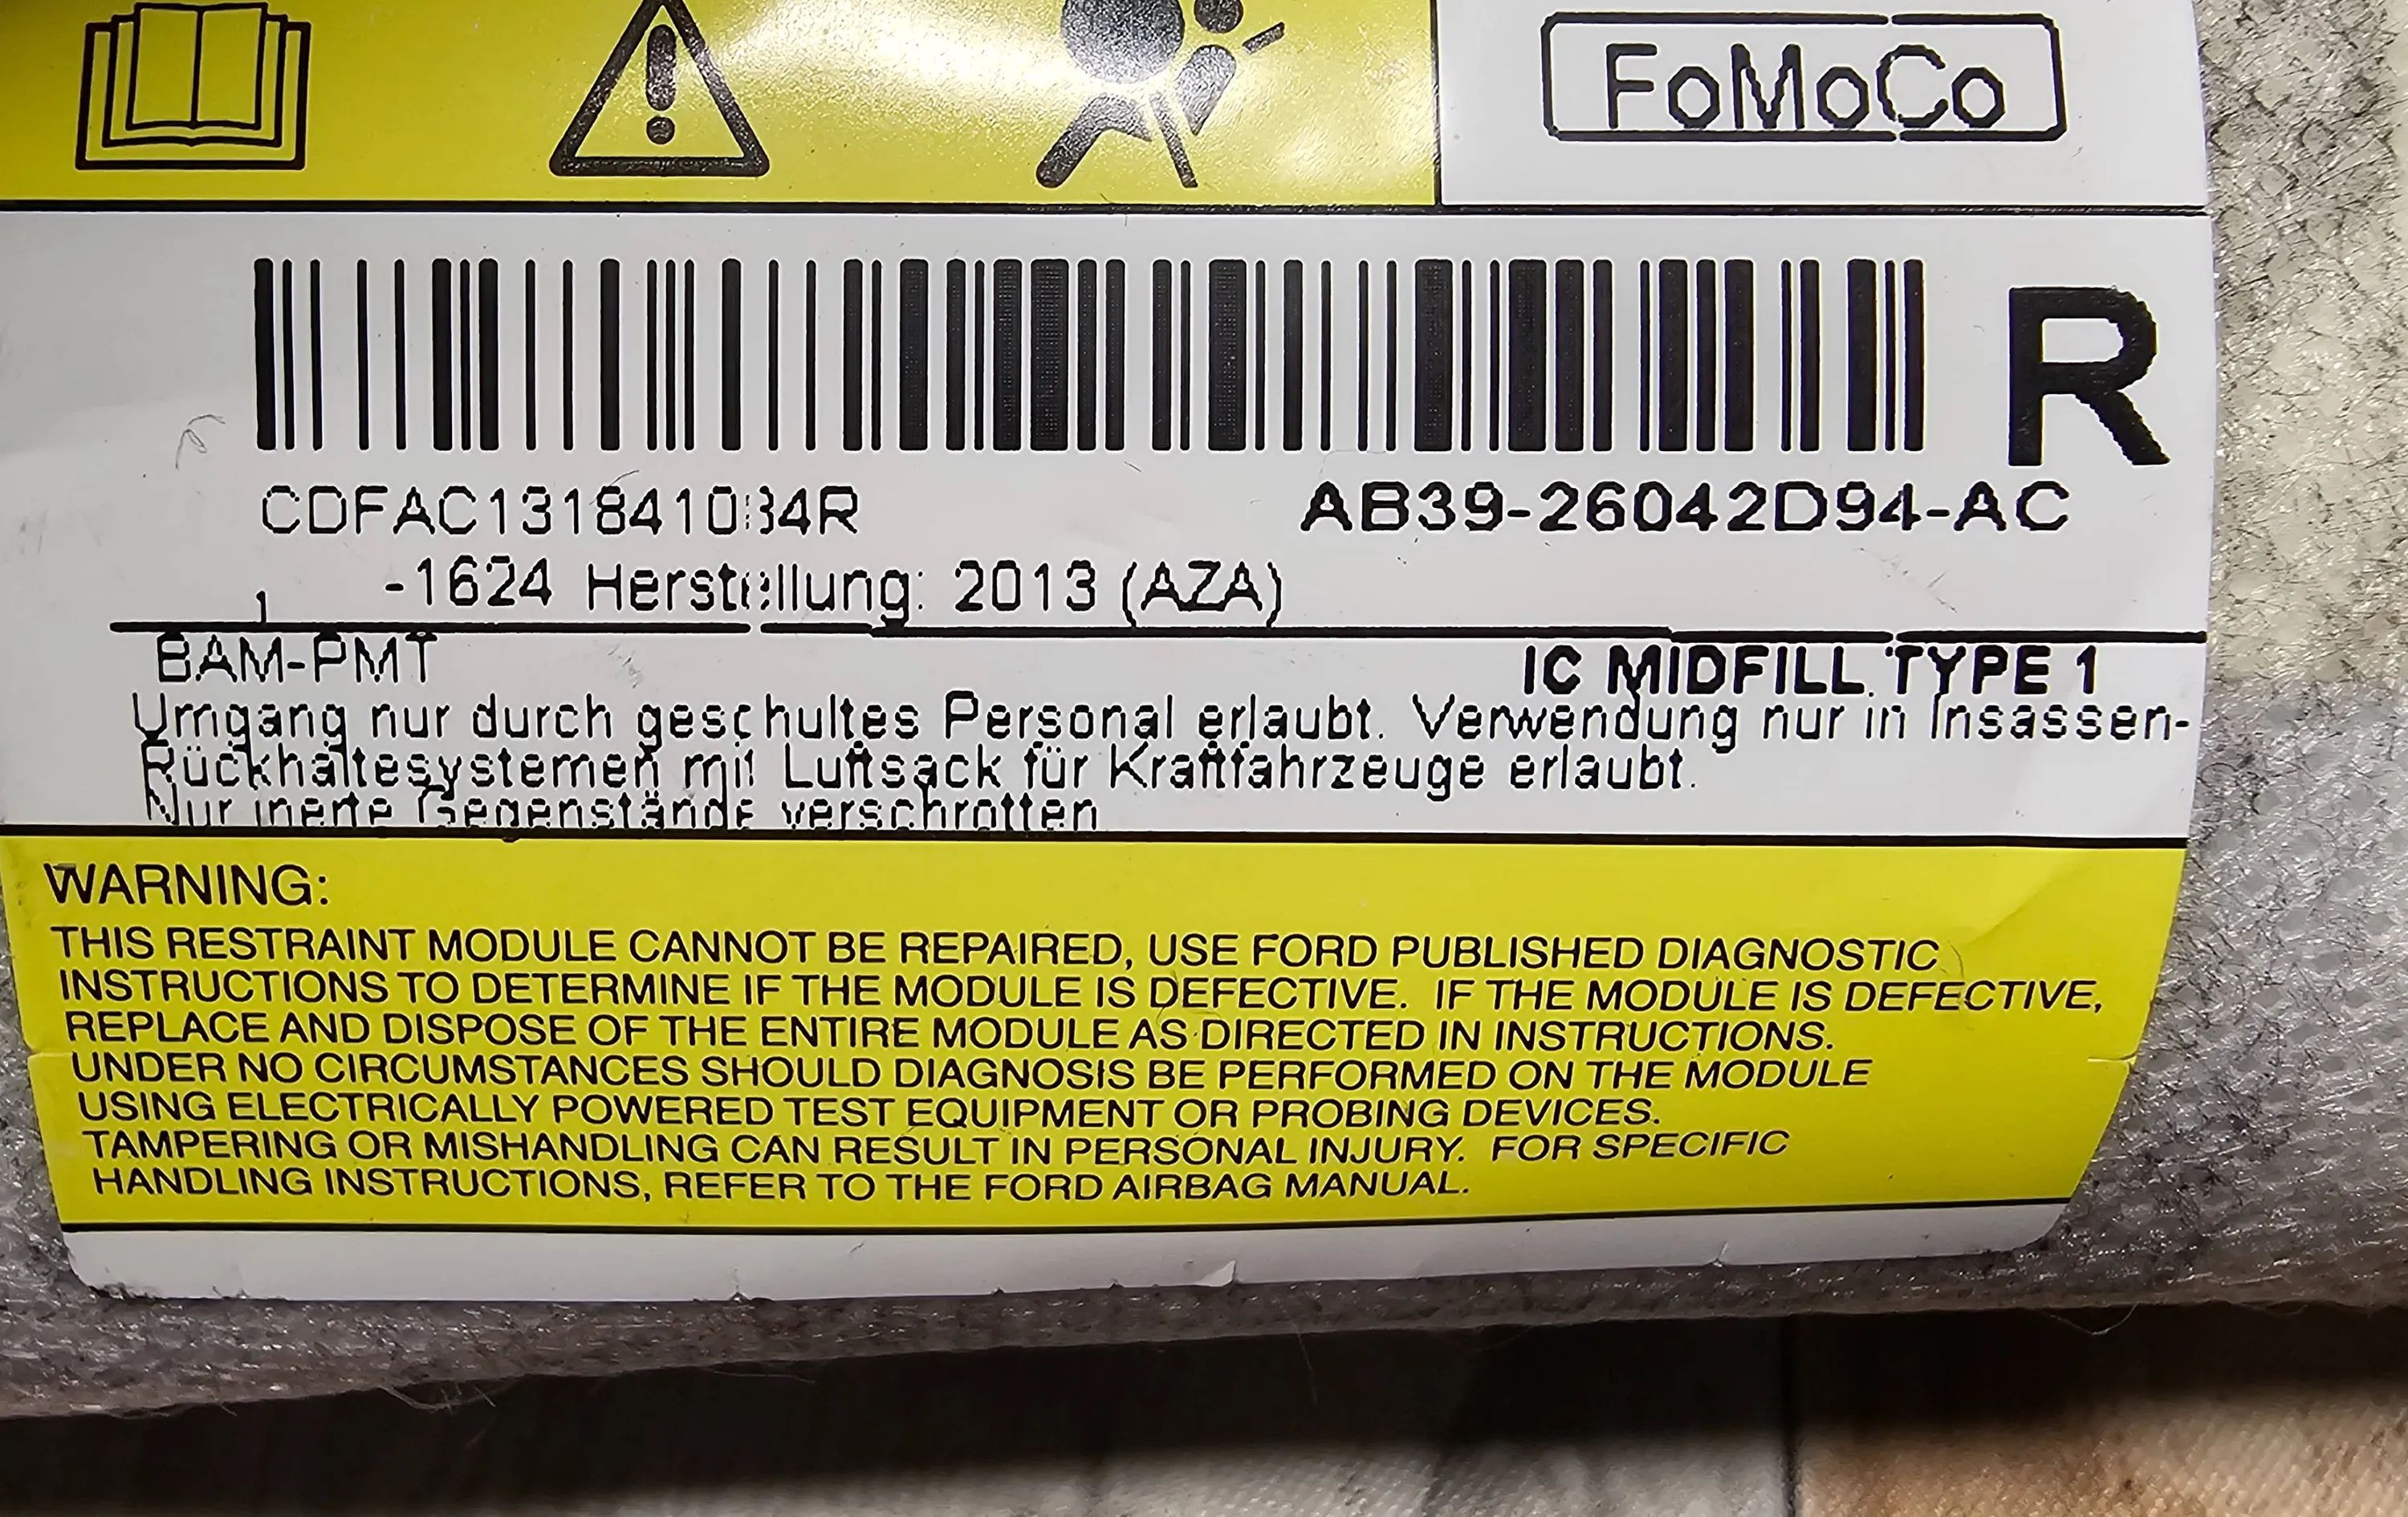 FoMoCo
R
AB39-26042D94-AC
-1624 Herstellung: 2013 (AZA)
BAM-PMT
IC MIDFILL TYPE 1
Umgang nur durch geschultes Personal erlaubt. Verwendung nur in Insassen-
Rückhaltesystemen mit Luftsack für Kraftfahrzeuge erlaubt.
Nur inerte Gegenstände verschrotten
WARNING:
THIS RESTRAINT MODULE CANNOT BE REPAIRED, USE FORD PUBLISHED DIAGNOSTIC
INSTRUCTIONS TO DETERMINE IF THE MODULE IS DEFECTIVE. IF THE MODULE IS DEFECTIVE,
REPLACE AND DISPOSE OF THE ENTIRE MODULE AS DIRECTED IN INSTRUCTIONS.
UNDER NO CIRCUMSTANCES SHOULD DIAGNOSIS BE PERFORMED ON THE MODULE
USING ELECTRICALLY POWERED TEST EQUIPMENT OR PROBING DEVICES.
TAMPERING OR MISHANDLING CAN RESULT IN PERSONAL INJURY. FOR SPECIFIC
HANDLING INSTRUCTIONS, REFER TO THE FORD AIRBAG MANUAL.